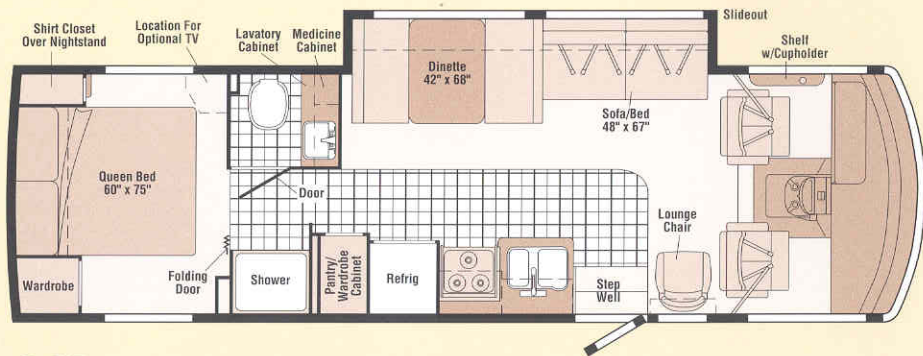 Shirt Closet
Over Nightstand
Location For
Optional TV
Lavatory
Cabinet
Medicine
Cabinet
Slideout
Shelf
w/Cupholder
Dinette
42" x 68"
Sofa/Bed
48" x 67"
Queen Bed
60" x 75"
Door
Lounge
Chair
Folding
Door
Wardrobe
Shower
Pantry/
Wardrobe
Cabinet
Refrig
Step
Well